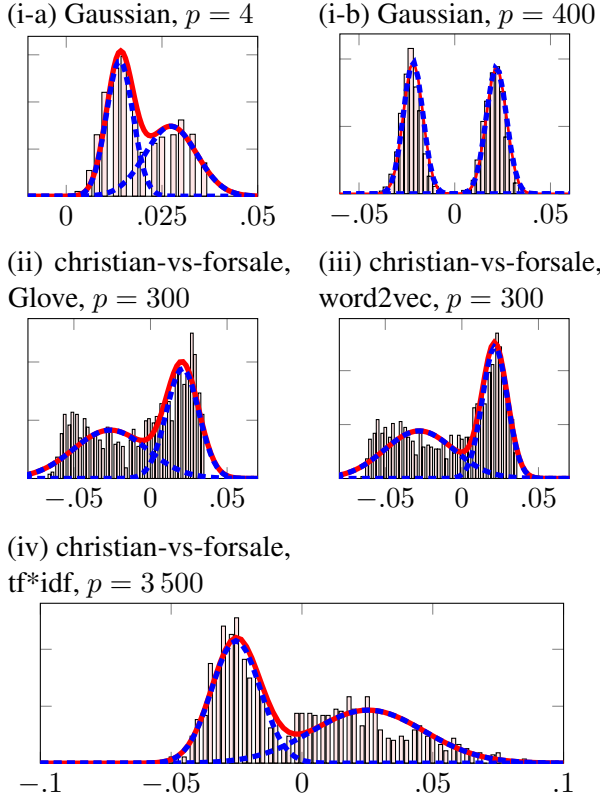 (i-a) Gaussian, p = 4
(i-b) Gaussian, p = 400
0 .025 .05
−.05 0 .05
(ii) christian-vs-forsale,
Glove, p = 300
(iii) christian-vs-forsale,
word2vec, p = 300
−.05 0 .05
−.05 0 .05
(iv) christian-vs-forsale,
tf*idf, p = 3 500
−.1 −.05 0 .05 .1